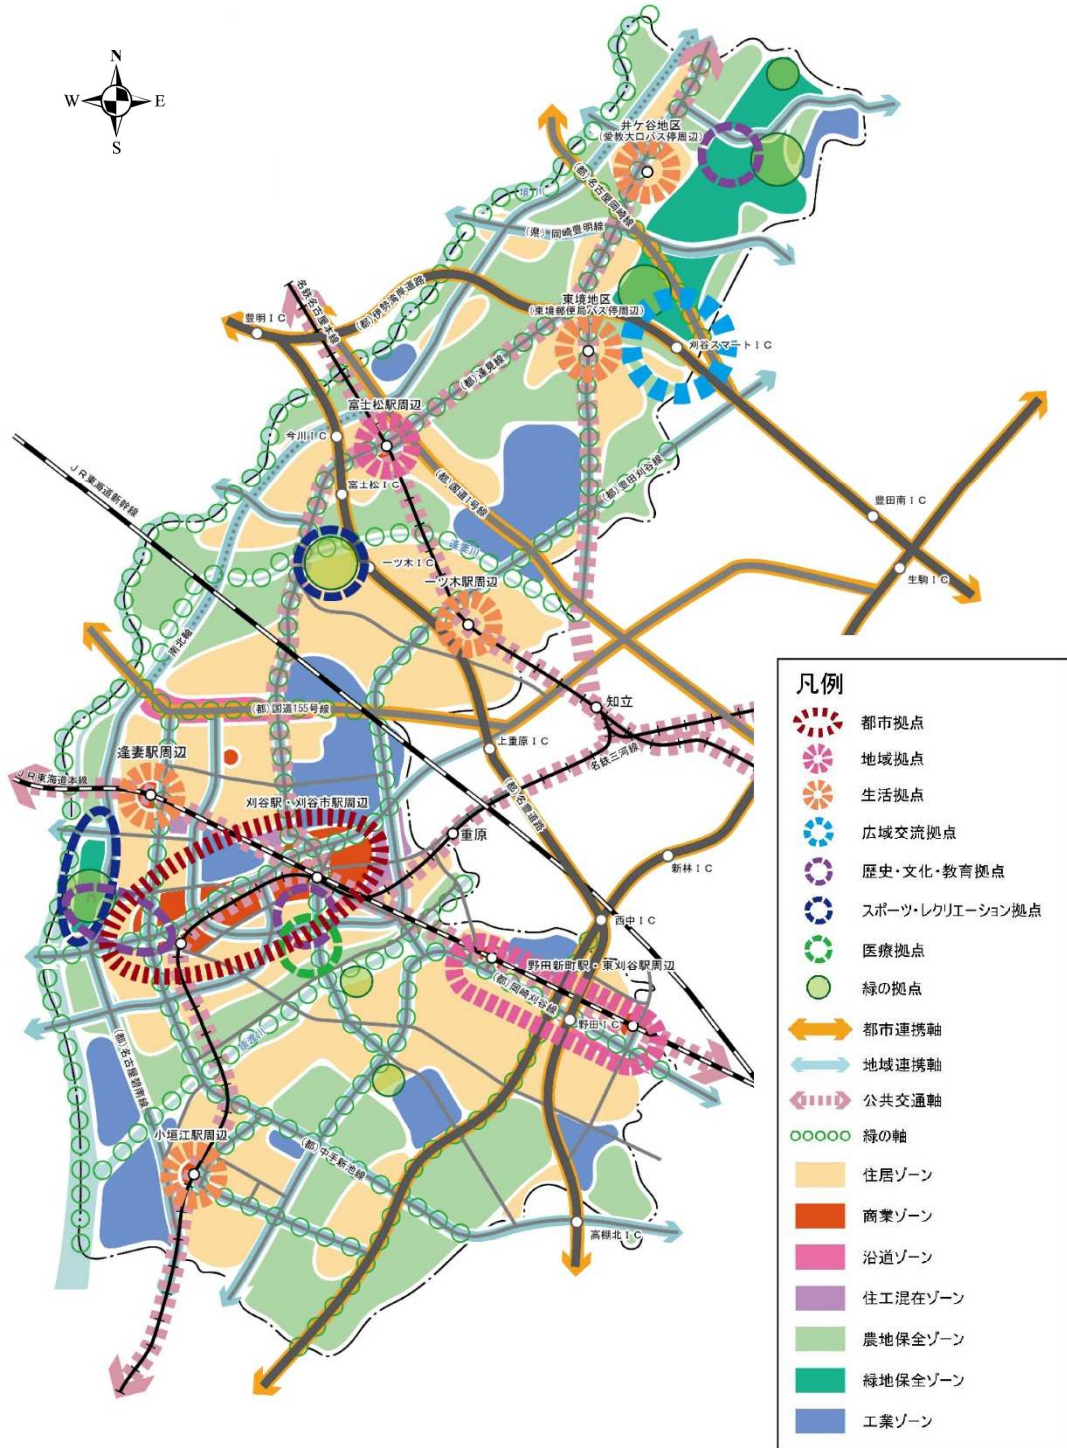 N
W
E
S
井ケ谷地区
(愛教大口バス停周辺)
(都)名古屋岡崎線
境川
(県)岡崎豊明線
名鉄名古屋本線
(都)伊勢湾岸道路
豊明IC
東境地区
(東境郵便局バス停周辺)
刈谷スマートIC
(都)逢見線
富士松駅周辺
今川IC
JR東海道新幹線
富士松IC
(都)国道1号線
(都)豊田刈谷線
豊田南IC
逢妻川
一ツ木IC
一ツ木駅周辺
生駒IC
南北軸
(都)国道155号線
知立
上重原IC
名鉄三河線
逢妻駅周辺
JR東海道本線
刈谷駅・刈谷市駅周辺
重原
(都)名豊道路
新林IC
西中IC
野田新町駅・東刈谷駅周辺
(都)岡崎刈谷線
野田IC
猿渡川
(都)名古屋碧南線
小垣江駅周辺
(都)中手新池線
高棚北IC
凡例
都市拠点
地域拠点
生活拠点
広域交流拠点
歴史・文化・教育拠点
スポーツ・レクリエーション拠点
医療拠点
緑の拠点
都市連携軸
地域連携軸
公共交通軸
緑の軸
住居ゾーン
商業ゾーン
沿道ゾーン
住工混在ゾーン
農地保全ゾーン
緑地保全ゾーン
工業ゾーン